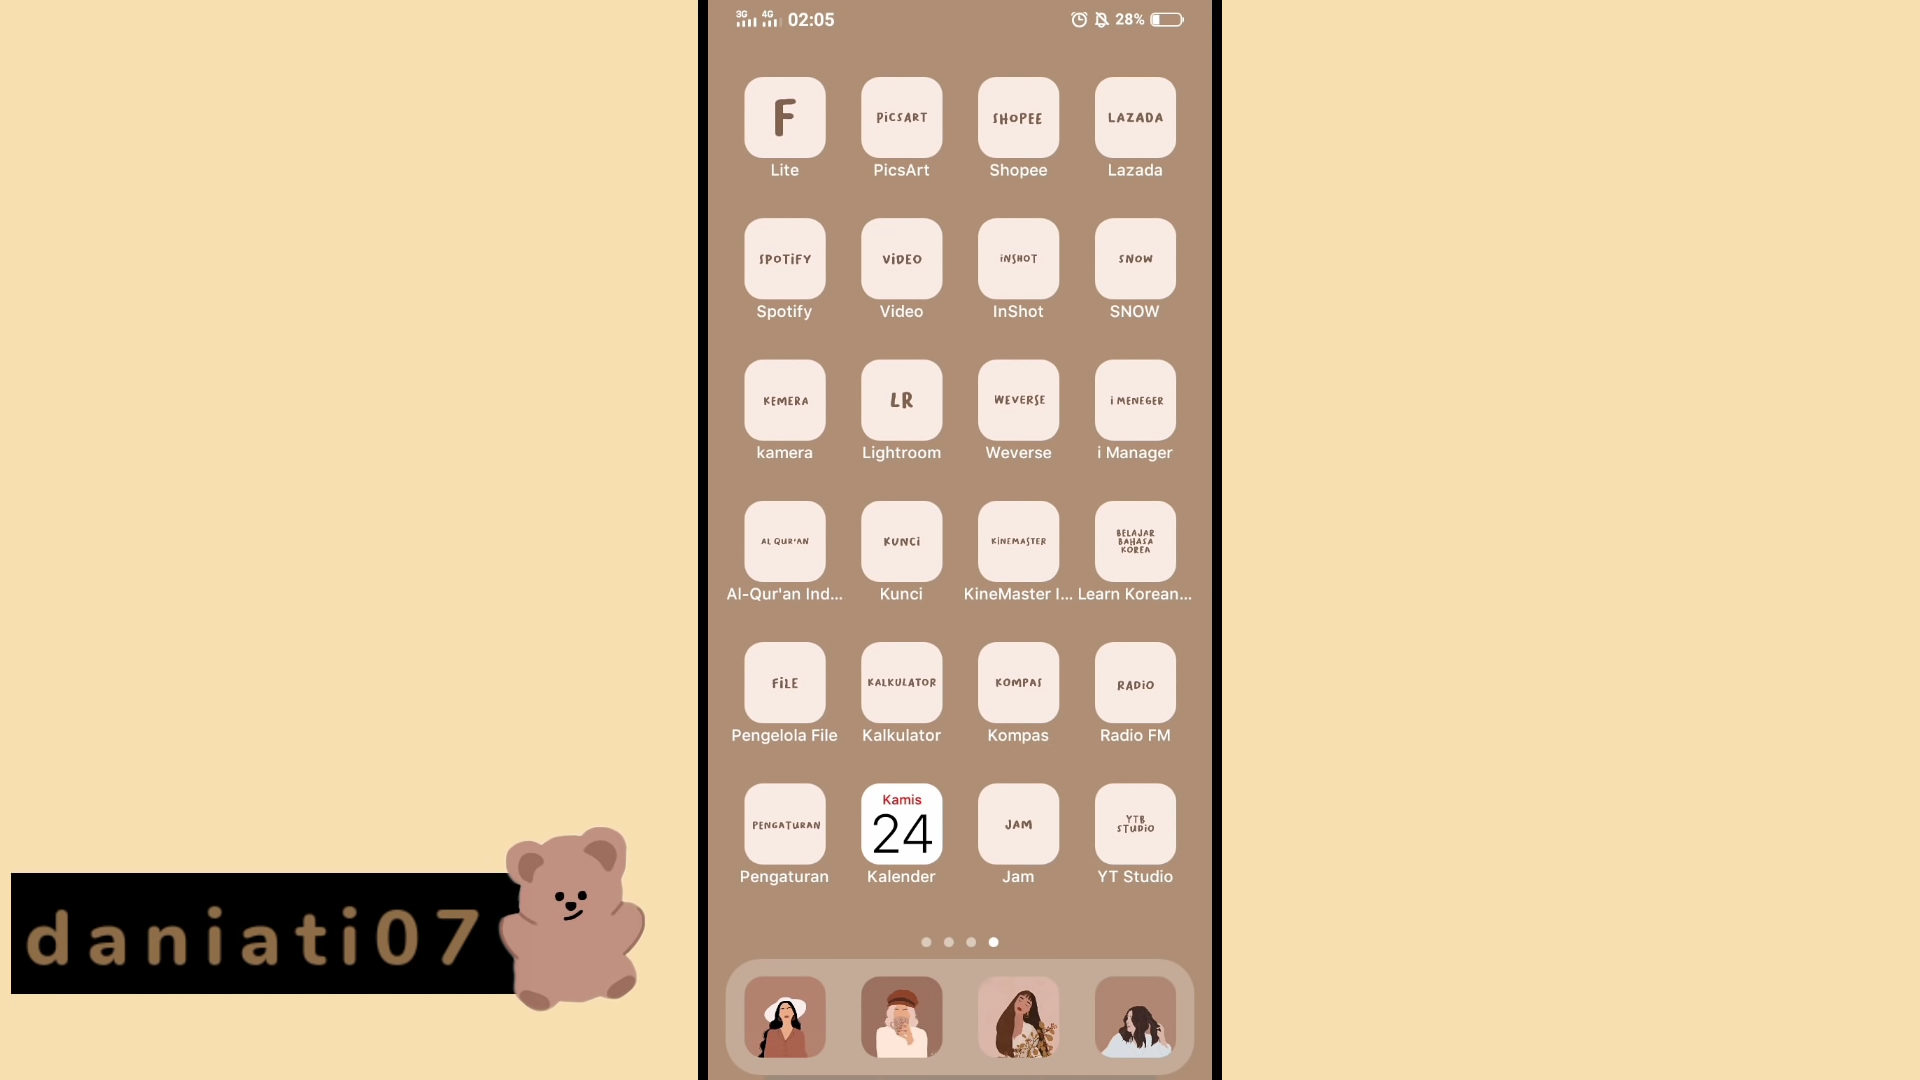 3G 4G 02:05 28%
F PiCSART SHOPEE LAZADA
Lite PicsArt Shopee Lazada
SPOTiFY ViDEO iNSHOT SNOW
Spotify Video InShot SNOW
KEMERA LR WEVERSE i MENEGER
kamera Lightroom Weverse i Manager
AL QUR'AN KUNCi KiNEMASTER BELAJAR
BAHASA
KOREA
Al-Qur'an Ind... Kunci KineMaster I... Learn Korean...
FiLE KALKULATOR KOMPAS RADiO
Pengelola File Kalkulator Kompas Radio FM
PENGATURAN Kamis
24 JAM YTB
STUDiO
Pengaturan Kalender Jam YT Studio
daniati07